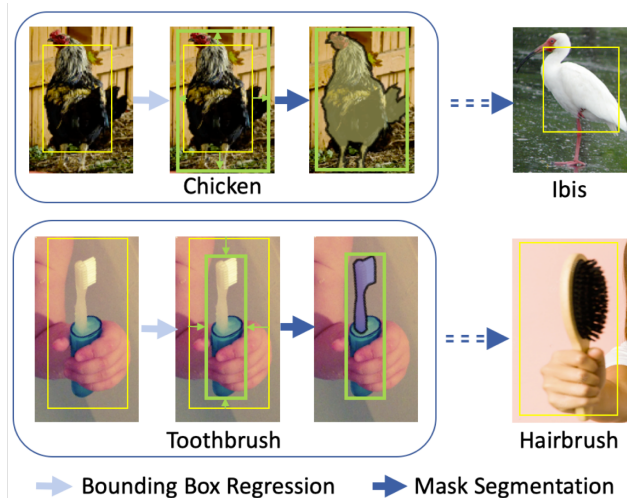 Chicken
Ibis
Toothbrush
Hairbrush
Bounding Box Regression
Mask Segmentation